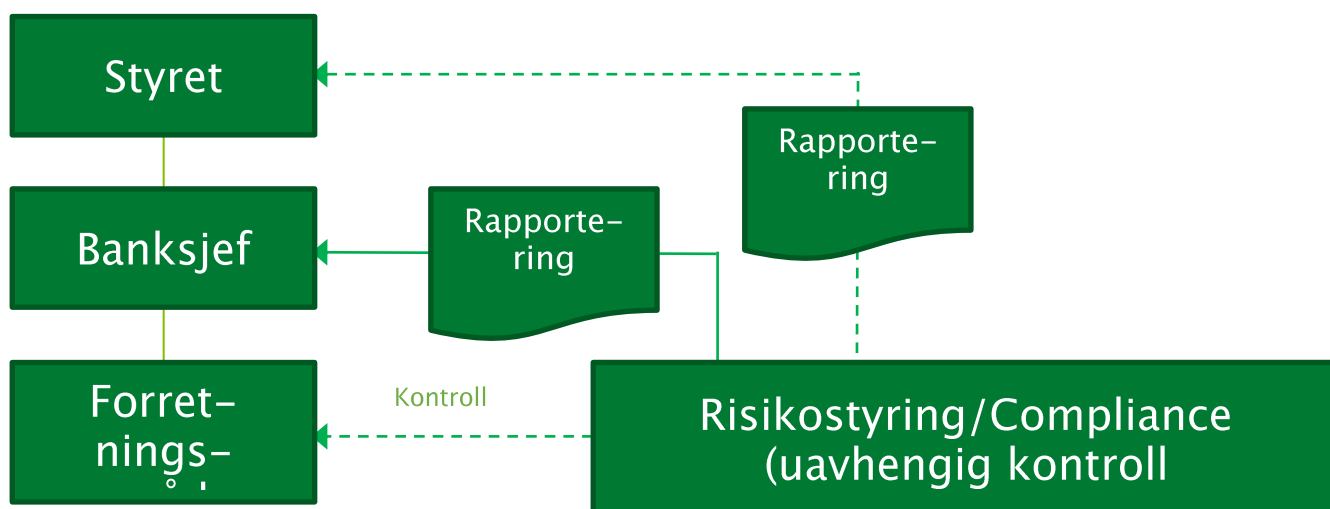 Styret
Rapporte-
ring
Banksjef
Rapporte-
ring
Forret-
nings-
Kontroll
Risikostyring/Compliance
(uavhengig kontroll